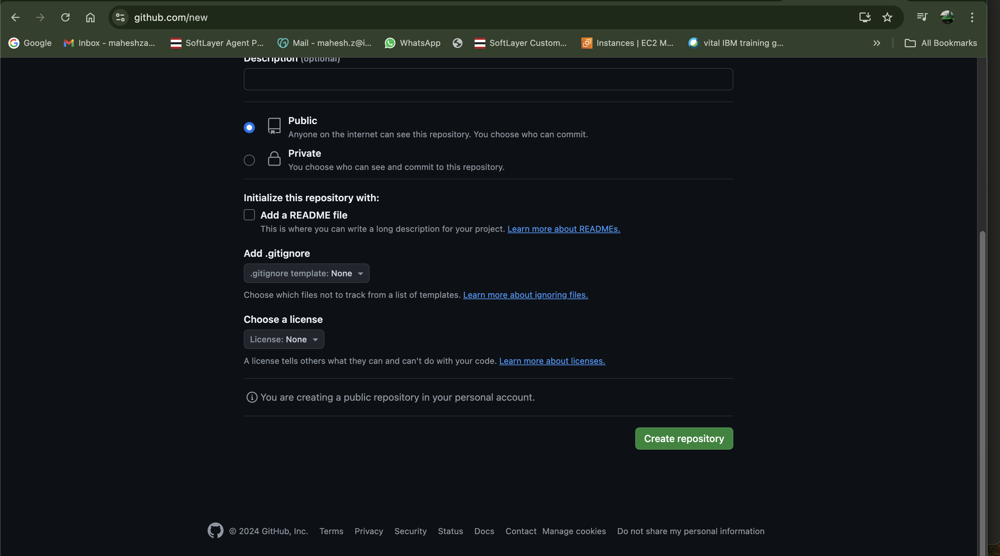 github.com/new
Google
Inbox - maheshza...
SoftLayer Agent P...
Mail - mahesh.z@i...
WhatsApp
SoftLayer Custom...
Instances | EC2 M...
vital IBM training g...
All Bookmarks
Description (optional)
Public
Anyone on the internet can see this repository. You choose who can commit.
Private
You choose who can see and commit to this repository.
Initialize this repository with:
Add a README file
This is where you can write a long description for your project. Learn more about READMEs.
Add .gitignore
.gitignore template: None
Choose which files not to track from a list of templates. Learn more about ignoring files.
Choose a license
License: None
A license tells others what they can and can't do with your code. Learn more about licenses.
You are creating a public repository in your personal account.
Create repository
© 2024 GitHub, Inc. Terms Privacy Security Status Docs Contact Manage cookies Do not share my personal information